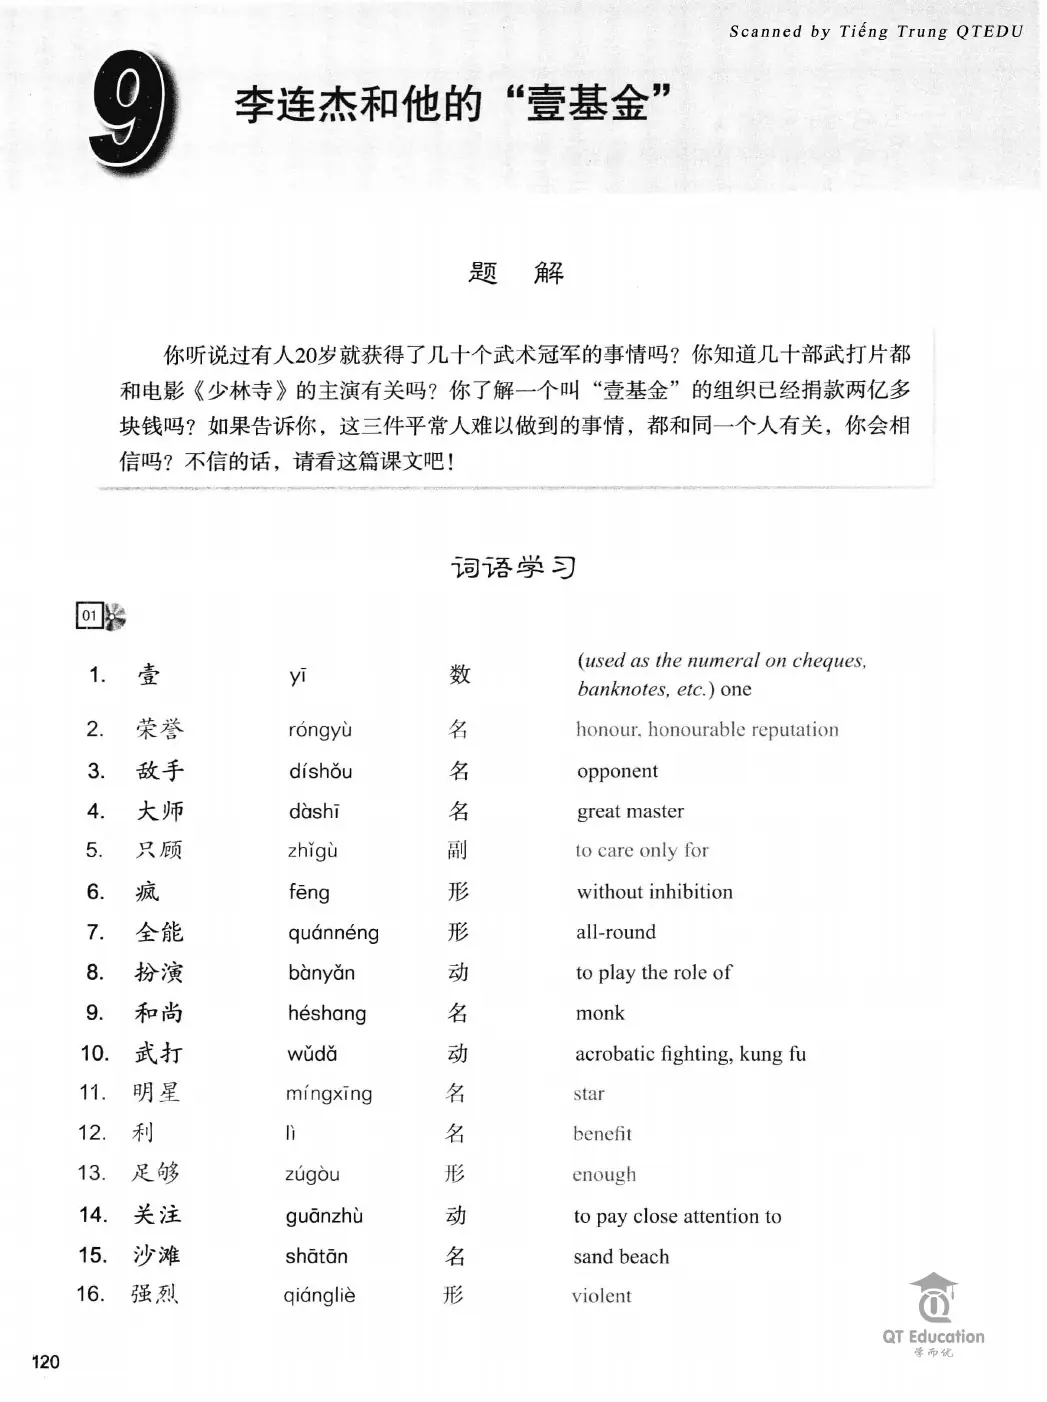 Scanned by Tiếng Trung QTEDU
9
李连杰和他的“壹基金”
题 解
你听说过有人20岁就获得了几十个武术冠军的事情吗？你知道几十部武打片都
和电影《少林寺》的主演有关吗？你了解一个叫“壹基金”的组织已经捐款两亿多
块钱吗？如果告诉你，这三件平常人难以做到的事情，都和同一个人有关，你会相
信吗？不信的话，请看这篇课文吧！
词语学习
01
1. 壹 yī 数 (used as the numeral on cheques,
banknotes, etc.) one
2. 荣誉 róngyù 名 honour, honourable reputation
3. 敌手 díshǒu 名 opponent
4. 大师 dàshī 名 great master
5. 只顾 zhǐgù 副 to care only for
6. 疯 fēng 形 without inhibition
7. 全能 quánnéng 形 all-round
8. 扮演 bànyǎn 动 to play the role of
9. 和尚 héshang 名 monk
10. 武打 wǔdǎ 动 acrobatic fighting, kung fu
11. 明星 míngxīng 名 star
12. 利 lì 名 benefit
13. 足够 zúgòu 形 enough
14. 关注 guānzhù 动 to pay close attention to
15. 沙滩 shātān 名 sand beach
16. 强烈 qiángliè 形 violent
QT Education
学而优
120